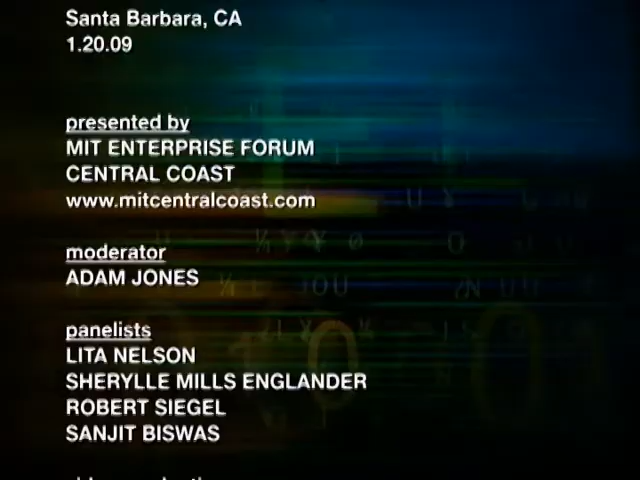 Santa Barbara, CA
1.20.09
presented by
MIT ENTERPRISE FORUM
CENTRAL COAST
www.mitcentralcoast.com
moderator
ADAM JONES
panelists
LITA NELSON
SHERYLLE MILLS ENGLANDER
ROBERT SIEGEL
SANJIT BISWAS